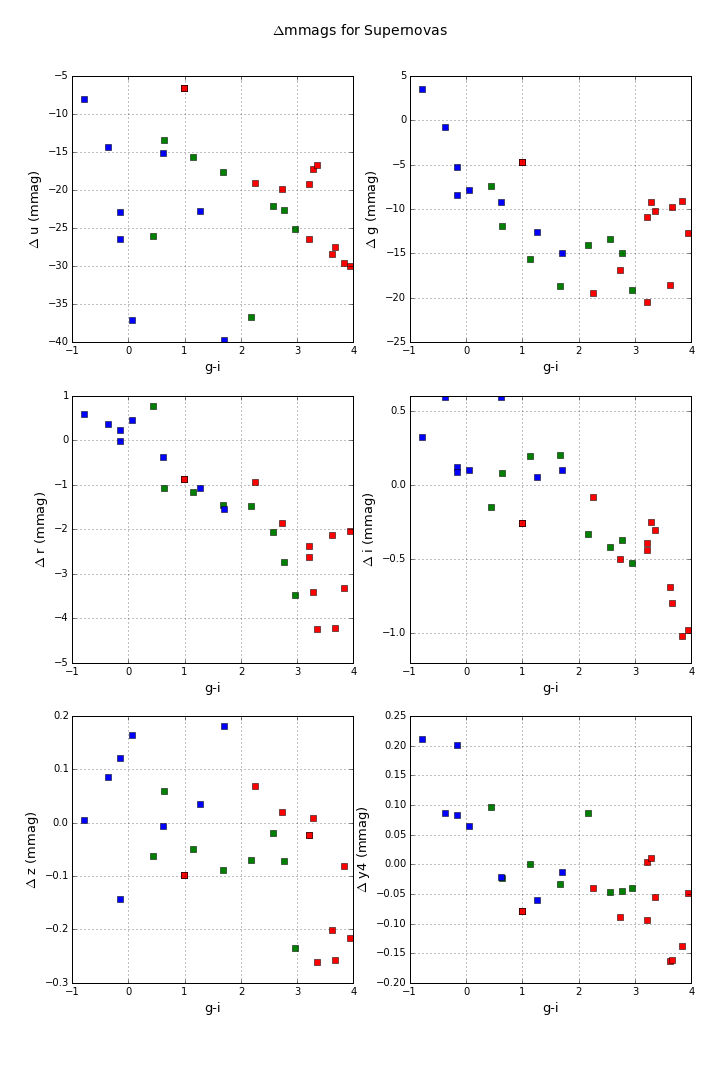 Δmmags for Supernovas
Δ u (mmag)
−5
−10
−15
−20
−25
−30
−35
−40
−1 0 1 2 3 4
g-i
Δ g (mmag)
5
0
−5
−10
−15
−20
−25
−1 0 1 2 3 4
g-i
Δ r (mmag)
1
0
−1
−2
−3
−4
−5
−1 0 1 2 3 4
g-i
Δ i (mmag)
0.5
0.0
−0.5
−1.0
−1 0 1 2 3 4
g-i
Δ z (mmag)
0.2
0.1
0.0
−0.1
−0.2
−0.3
−1 0 1 2 3 4
g-i
Δ y4 (mmag)
0.25
0.20
0.15
0.10
0.05
0.00
−0.05
−0.10
−0.15
−0.20
−1 0 1 2 3 4
g-i